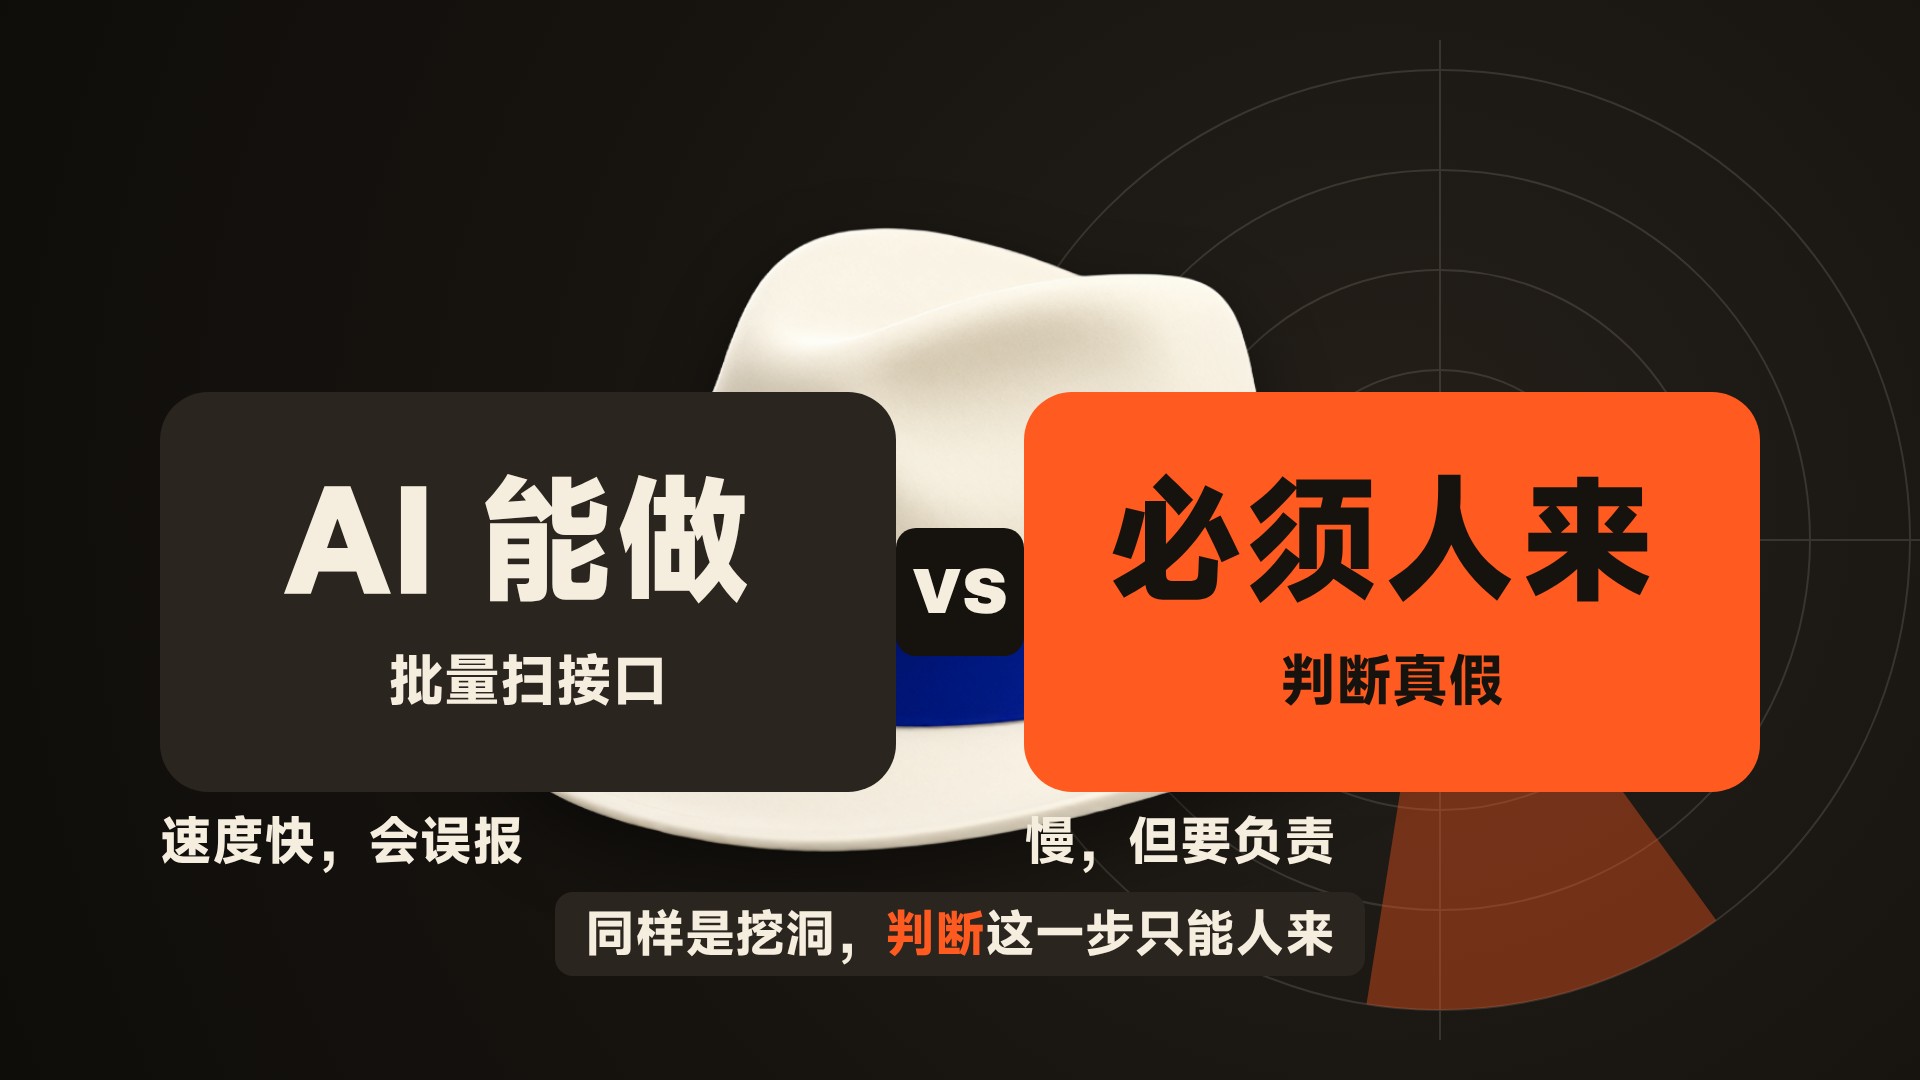 AI 能做
批量扫接口
VS
必须人来
判断真假
速度快，会误报
慢，但要负责
同样是挖洞，判断这一步只能人来